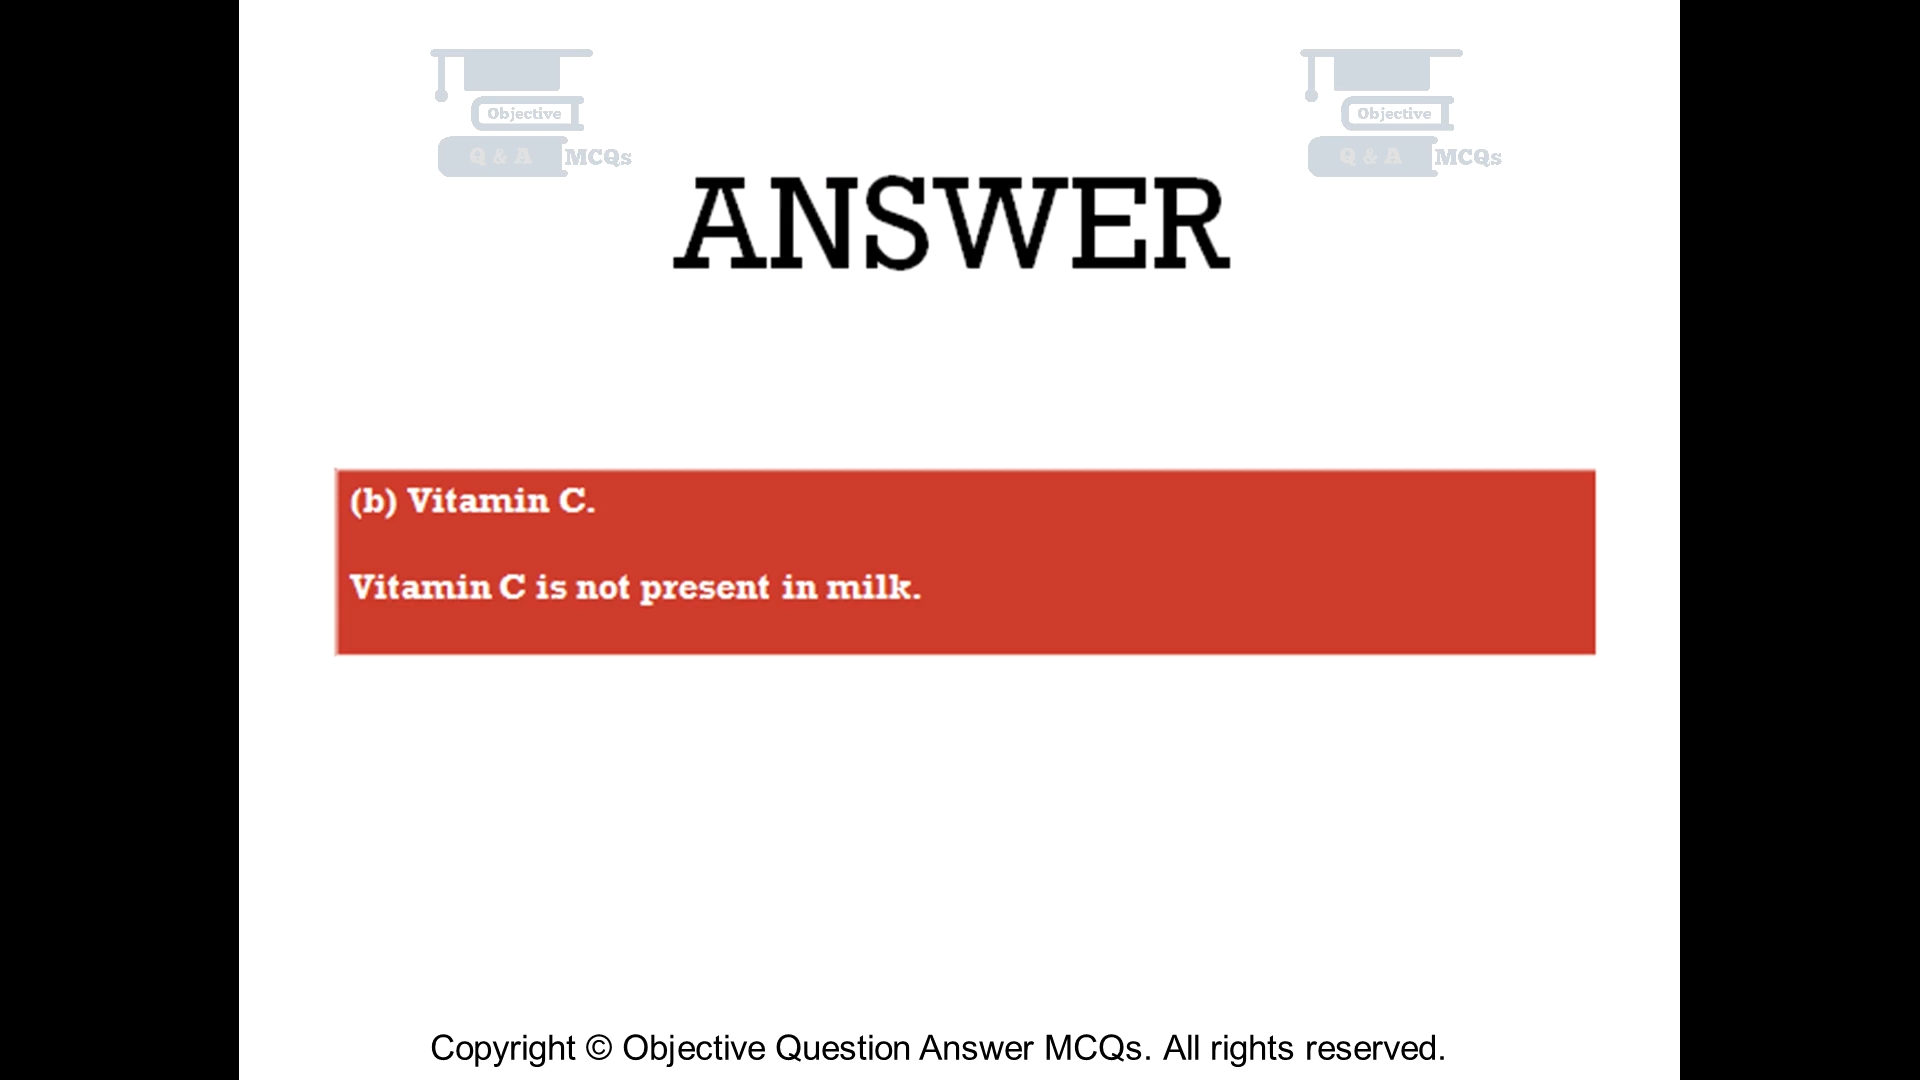 Objective
Q & A MCQs
Objective
Q & A MCQs
ANSWER
(b) Vitamin C.
Vitamin C is not present in milk.
Copyright © Objective Question Answer MCQs. All rights reserved.